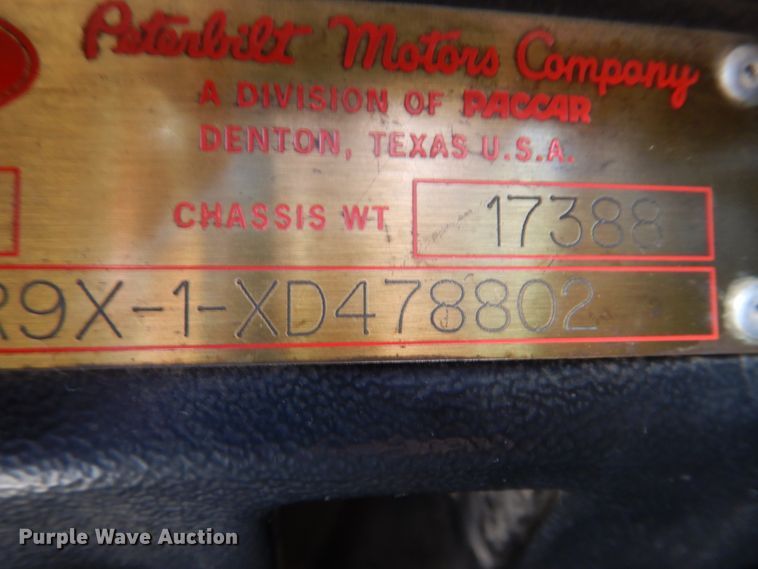 Peterbilt Motors Company
A DIVISION OF PACCAR
DENTON, TEXAS U.S.A.
CHASSIS WT 17388
R9X-1-XD478802
Purple Wave Auction